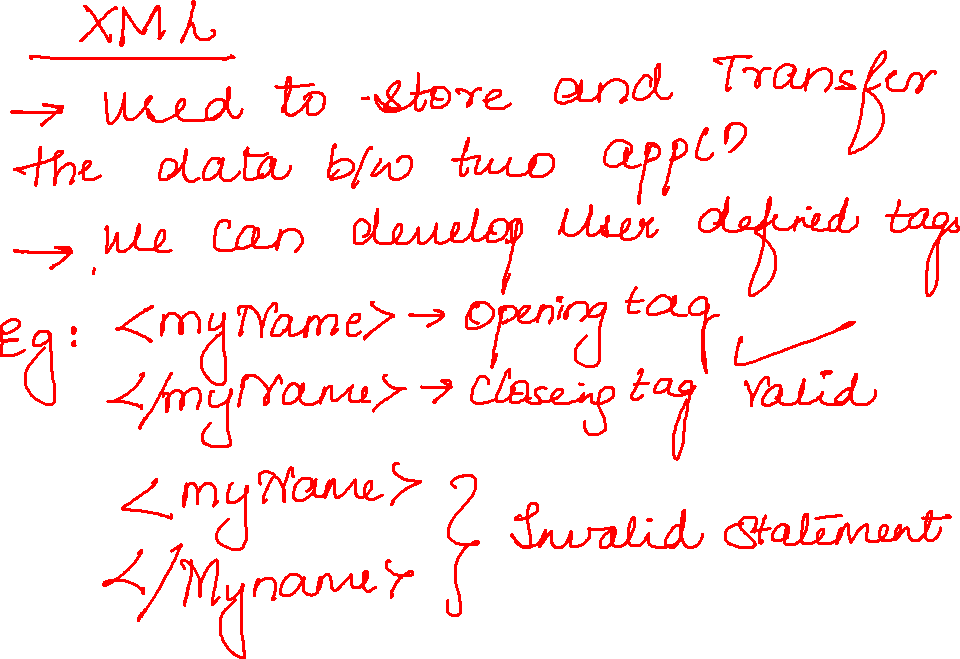 XML
→ Used to store and Transfer
the data b/w two app(n)
→ We can develop User defined tags
Eg: <myName> → Opening tag
</myName> → Closeing tag ✓ Valid
<myName>
</Myname> } Invalid Statement